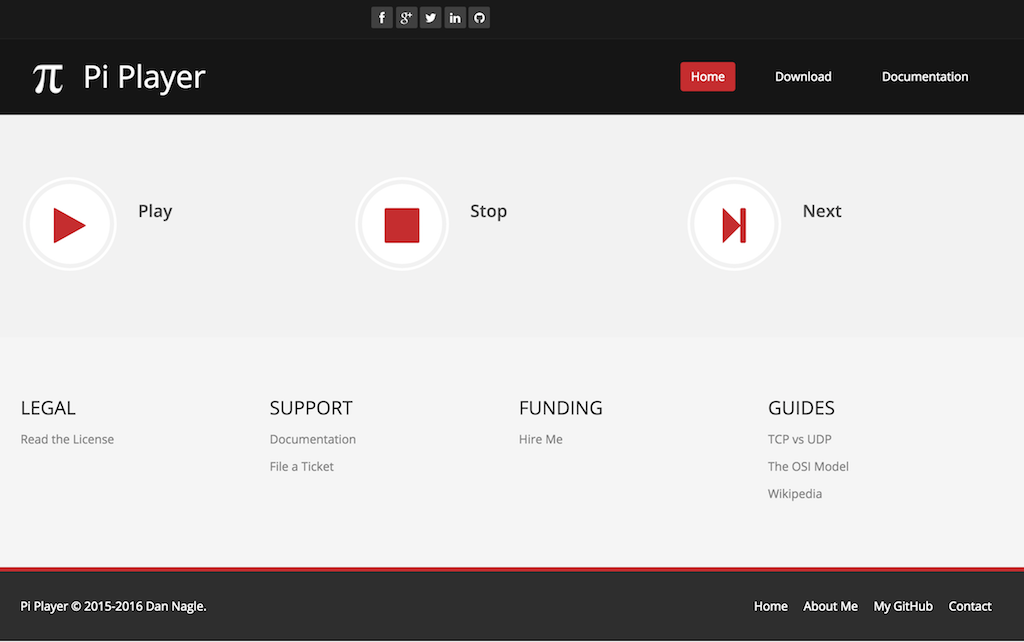 π Pi Player
Home Download Documentation
Play Stop Next
LEGAL SUPPORT FUNDING GUIDES
Read the License Documentation Hire Me TCP vs UDP
File a Ticket The OSI Model
Wikipedia
Pi Player © 2015-2016 Dan Nagle. Home About Me My GitHub Contact